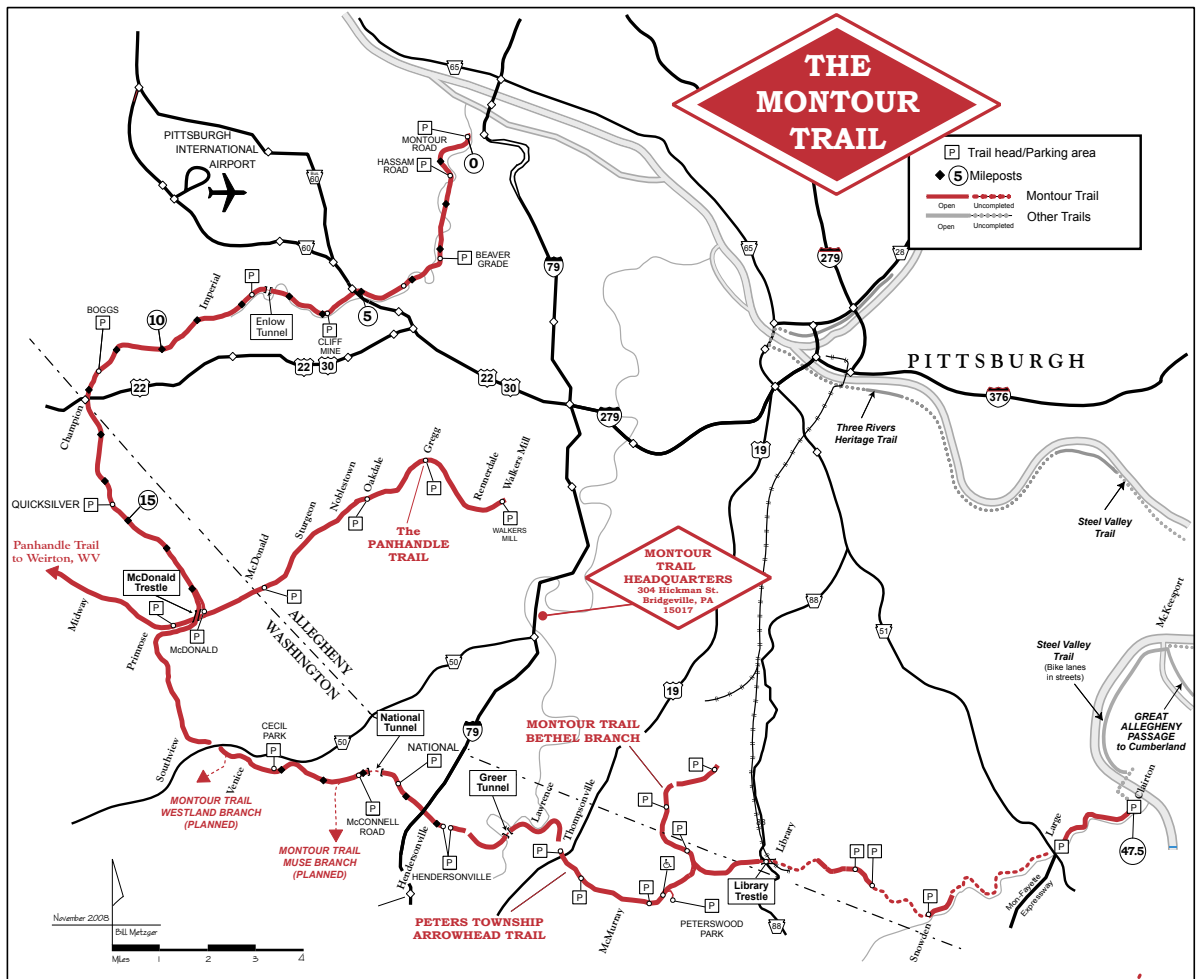 THE
MONTOUR
TRAIL
P Trail head/Parking area
5 Mileposts
Montour Trail
Open Uncompleted
Other Trails
Open Uncompleted
65
PITTSBURGH
INTERNATIONAL
AIRPORT
P
MONTOUR
ROAD
0
HASSAM
ROAD
P
Bus
60
60
P
BEAVER
GRADE
79
65
279
28
Imperial
P
Enlow
Tunnel
5
P
CLIFF
MINE
BOGGS
P
10
22
22
30
22
30
279
PITTSBURGH
376
Champion
Three Rivers
Heritage Trail
19
Gregg
P
Walkers Mill
Rennerdale
Oakdale
Noblestown
Sturgeon
P
P
WALKERS
MILL
QUICKSILVER P
15
The
PANHANDLE
TRAIL
Steel Valley
Trail
Panhandle Trail
to Weirton, WV
McDonald
Trestle
McDonald
P
MONTOUR
TRAIL
HEADQUARTERS
304 Hickman St.
Bridgeville, PA
15017
Midway
P
P
McDONALD
Primrose
ALLEGHENY
WASHINGTON
88
51
McKeesport
Steel Valley
Trail
(Bike lanes
in streets)
50
19
GREAT
ALLEGHENY
PASSAGE
to Cumberland
National
Tunnel
CECIL
PARK
P
50
79
NATIONAL
P
MONTOUR TRAIL
BETHEL BRANCH
Southview
Venice
Greer
Tunnel
P
P
MONTOUR TRAIL
WESTLAND BRANCH
(PLANNED)
P
McCONNELL
ROAD
Lawrence
Thompsonville
Clairton
P
47.5
Large
P
MONTOUR TRAIL
MUSE BRANCH
(PLANNED)
Hendersonville
P
HENDERSONVILLE
P
P
P
88
Library
P P
Library
Trestle
P
P
McMurray
P
PETERSWOOD
PARK
88
P
Snowden
Mon-Fayette
Expressway
PETERS TOWNSHIP
ARROWHEAD TRAIL
November 2008
Bill Metzger
Miles 1 2 3 4